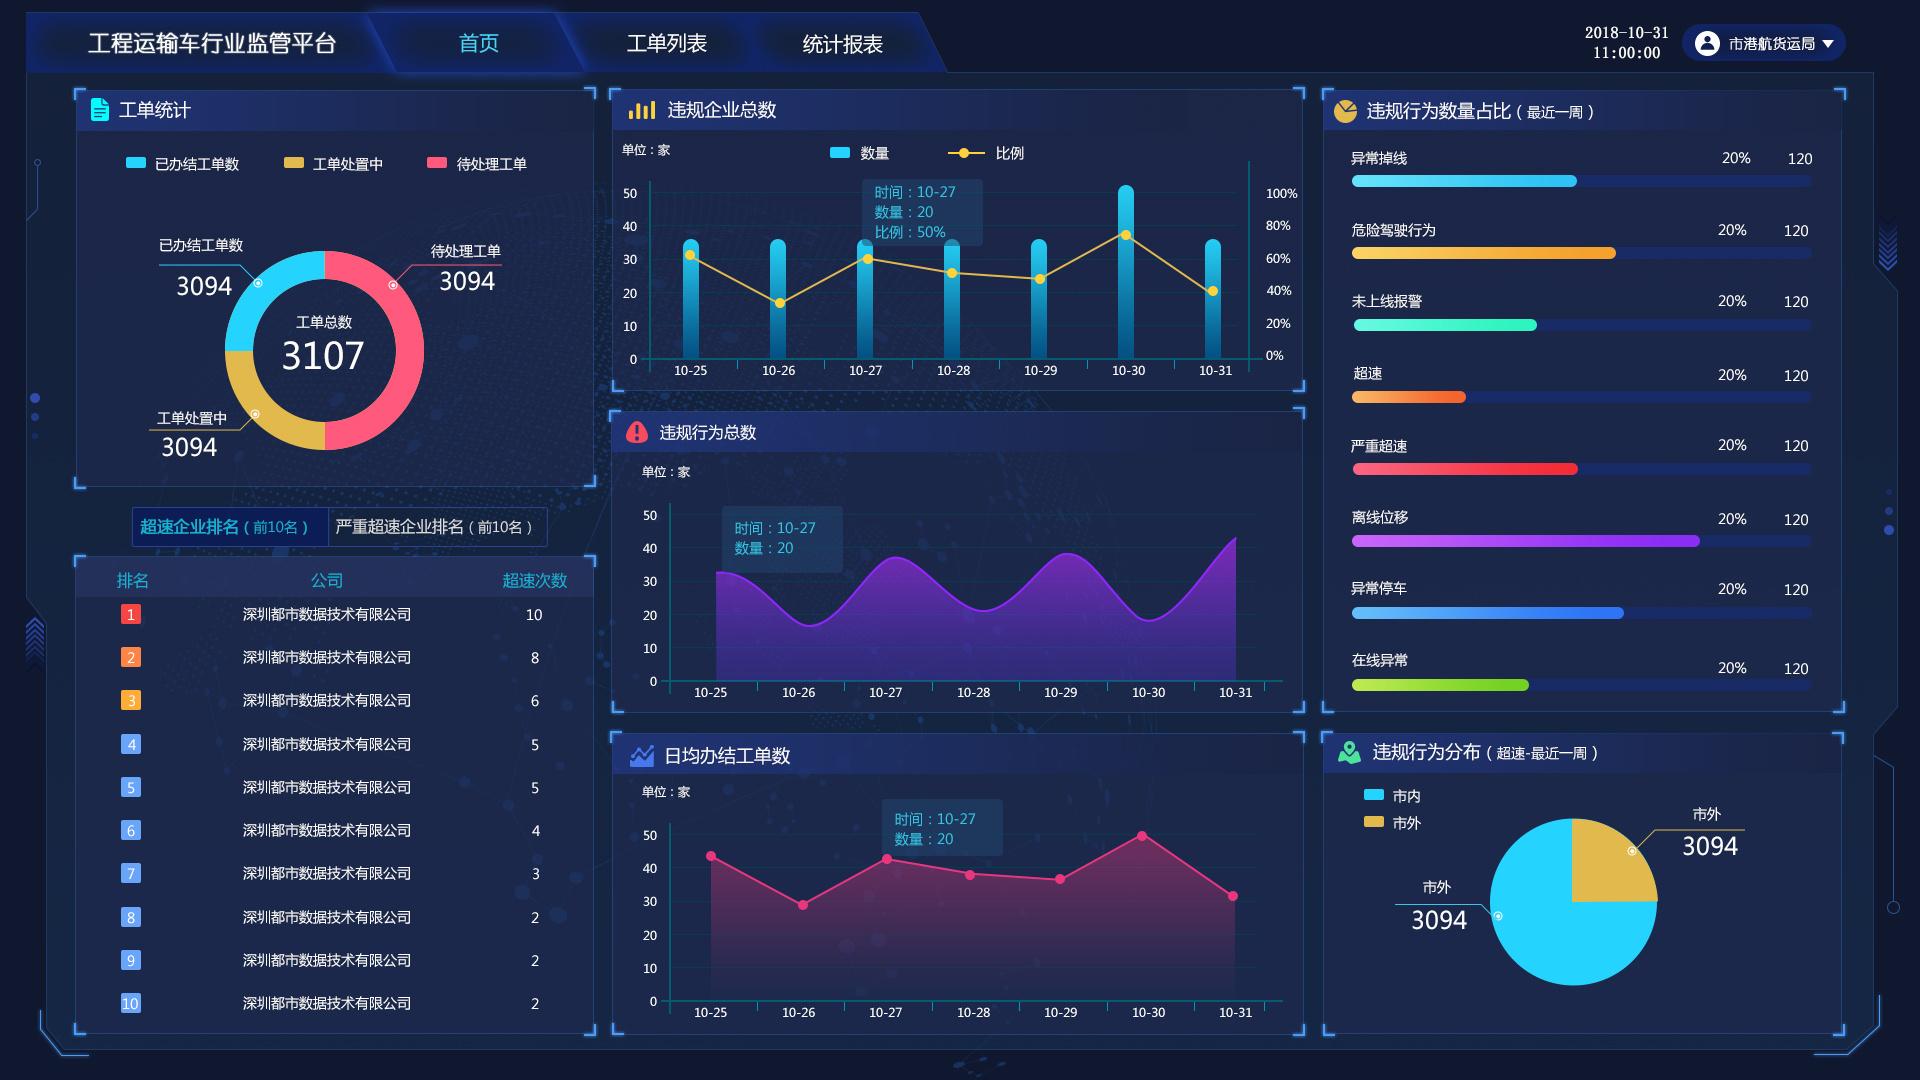 工程运输车行业监管平台
首页
工单列表
统计报表
2018-10-31
11:00:00
市港航货运局
工单统计
已办结工单数
工单处置中
待处理工单
已办结工单数
3094
待处理工单
3094
工单总数
3107
工单处置中
3094
超速企业排名（前10名）
严重超速企业排名（前10名）
排名 公司 超速次数
1 深圳都市数据技术有限公司 10
2 深圳都市数据技术有限公司 8
3 深圳都市数据技术有限公司 6
4 深圳都市数据技术有限公司 5
5 深圳都市数据技术有限公司 5
6 深圳都市数据技术有限公司 4
7 深圳都市数据技术有限公司 3
8 深圳都市数据技术有限公司 2
9 深圳都市数据技术有限公司 2
10 深圳都市数据技术有限公司 2
违规企业总数
单位：家
数量
比例
时间：10-27
数量：20
比例：50%
50
40
30
20
10
0
100%
80%
60%
40%
20%
0%
10-25 10-26 10-27 10-28 10-29 10-30 10-31
违规行为总数
单位：家
时间：10-27
数量：20
50
40
30
20
10
0
10-25 10-26 10-27 10-28 10-29 10-30 10-31
日均办结工单数
单位：家
时间：10-27
数量：20
50
40
30
20
10
0
10-25 10-26 10-27 10-28 10-29 10-30 10-31
违规行为数量占比（最近一周）
异常掉线 20% 120
危险驾驶行为 20% 120
未上线报警 20% 120
超速 20% 120
严重超速 20% 120
离线位移 20% 120
异常停车 20% 120
在线异常 20% 120
违规行为分布（超速-最近一周）
市内
市外
市外
3094
市外
3094